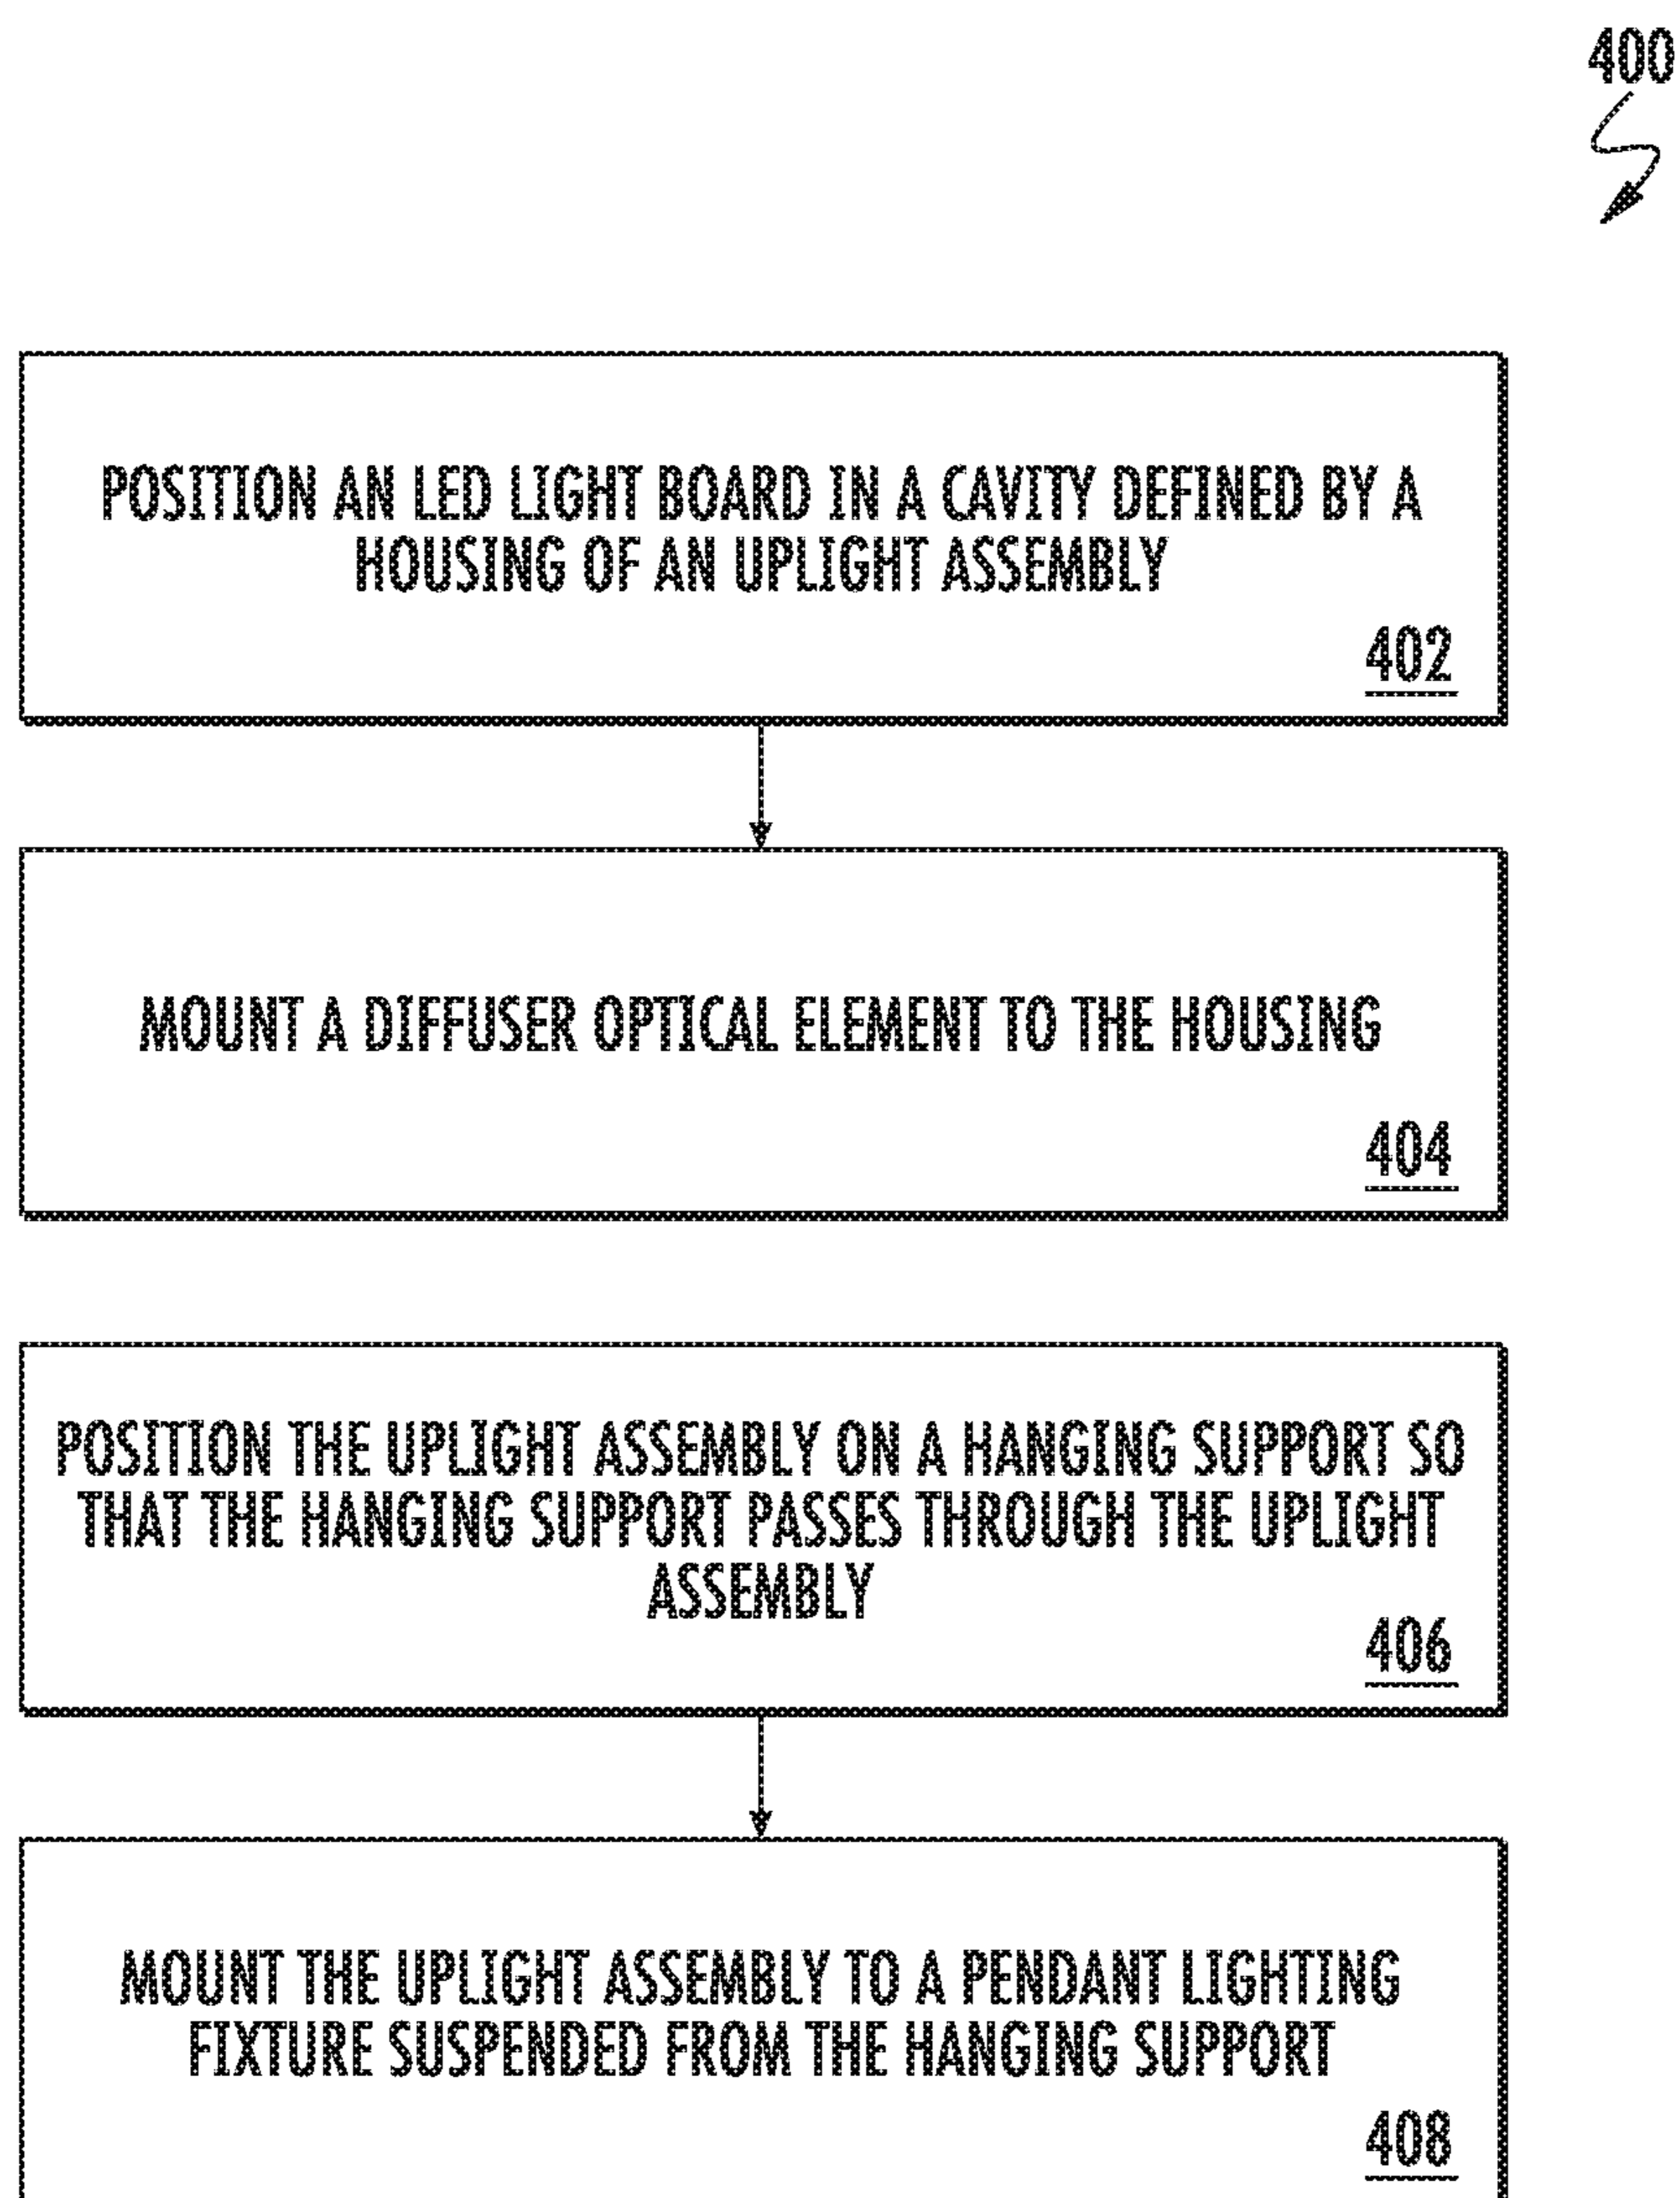 400
POSITION AN LED LIGHT BOARD IN A CAVITY DEFINED BY A
HOUSING OF AN UPLIGHT ASSEMBLY
402
MOUNT A DIFFUSER OPTICAL ELEMENT TO THE HOUSING
404
POSITION THE UPLIGHT ASSEMBLY ON A HANGING SUPPORT SO
THAT THE HANGING SUPPORT PASSES THROUGH THE UPLIGHT
ASSEMBLY
406
MOUNT THE UPLIGHT ASSEMBLY TO A PENDANT LIGHTING
FIXTURE SUSPENDED FROM THE HANGING SUPPORT
408